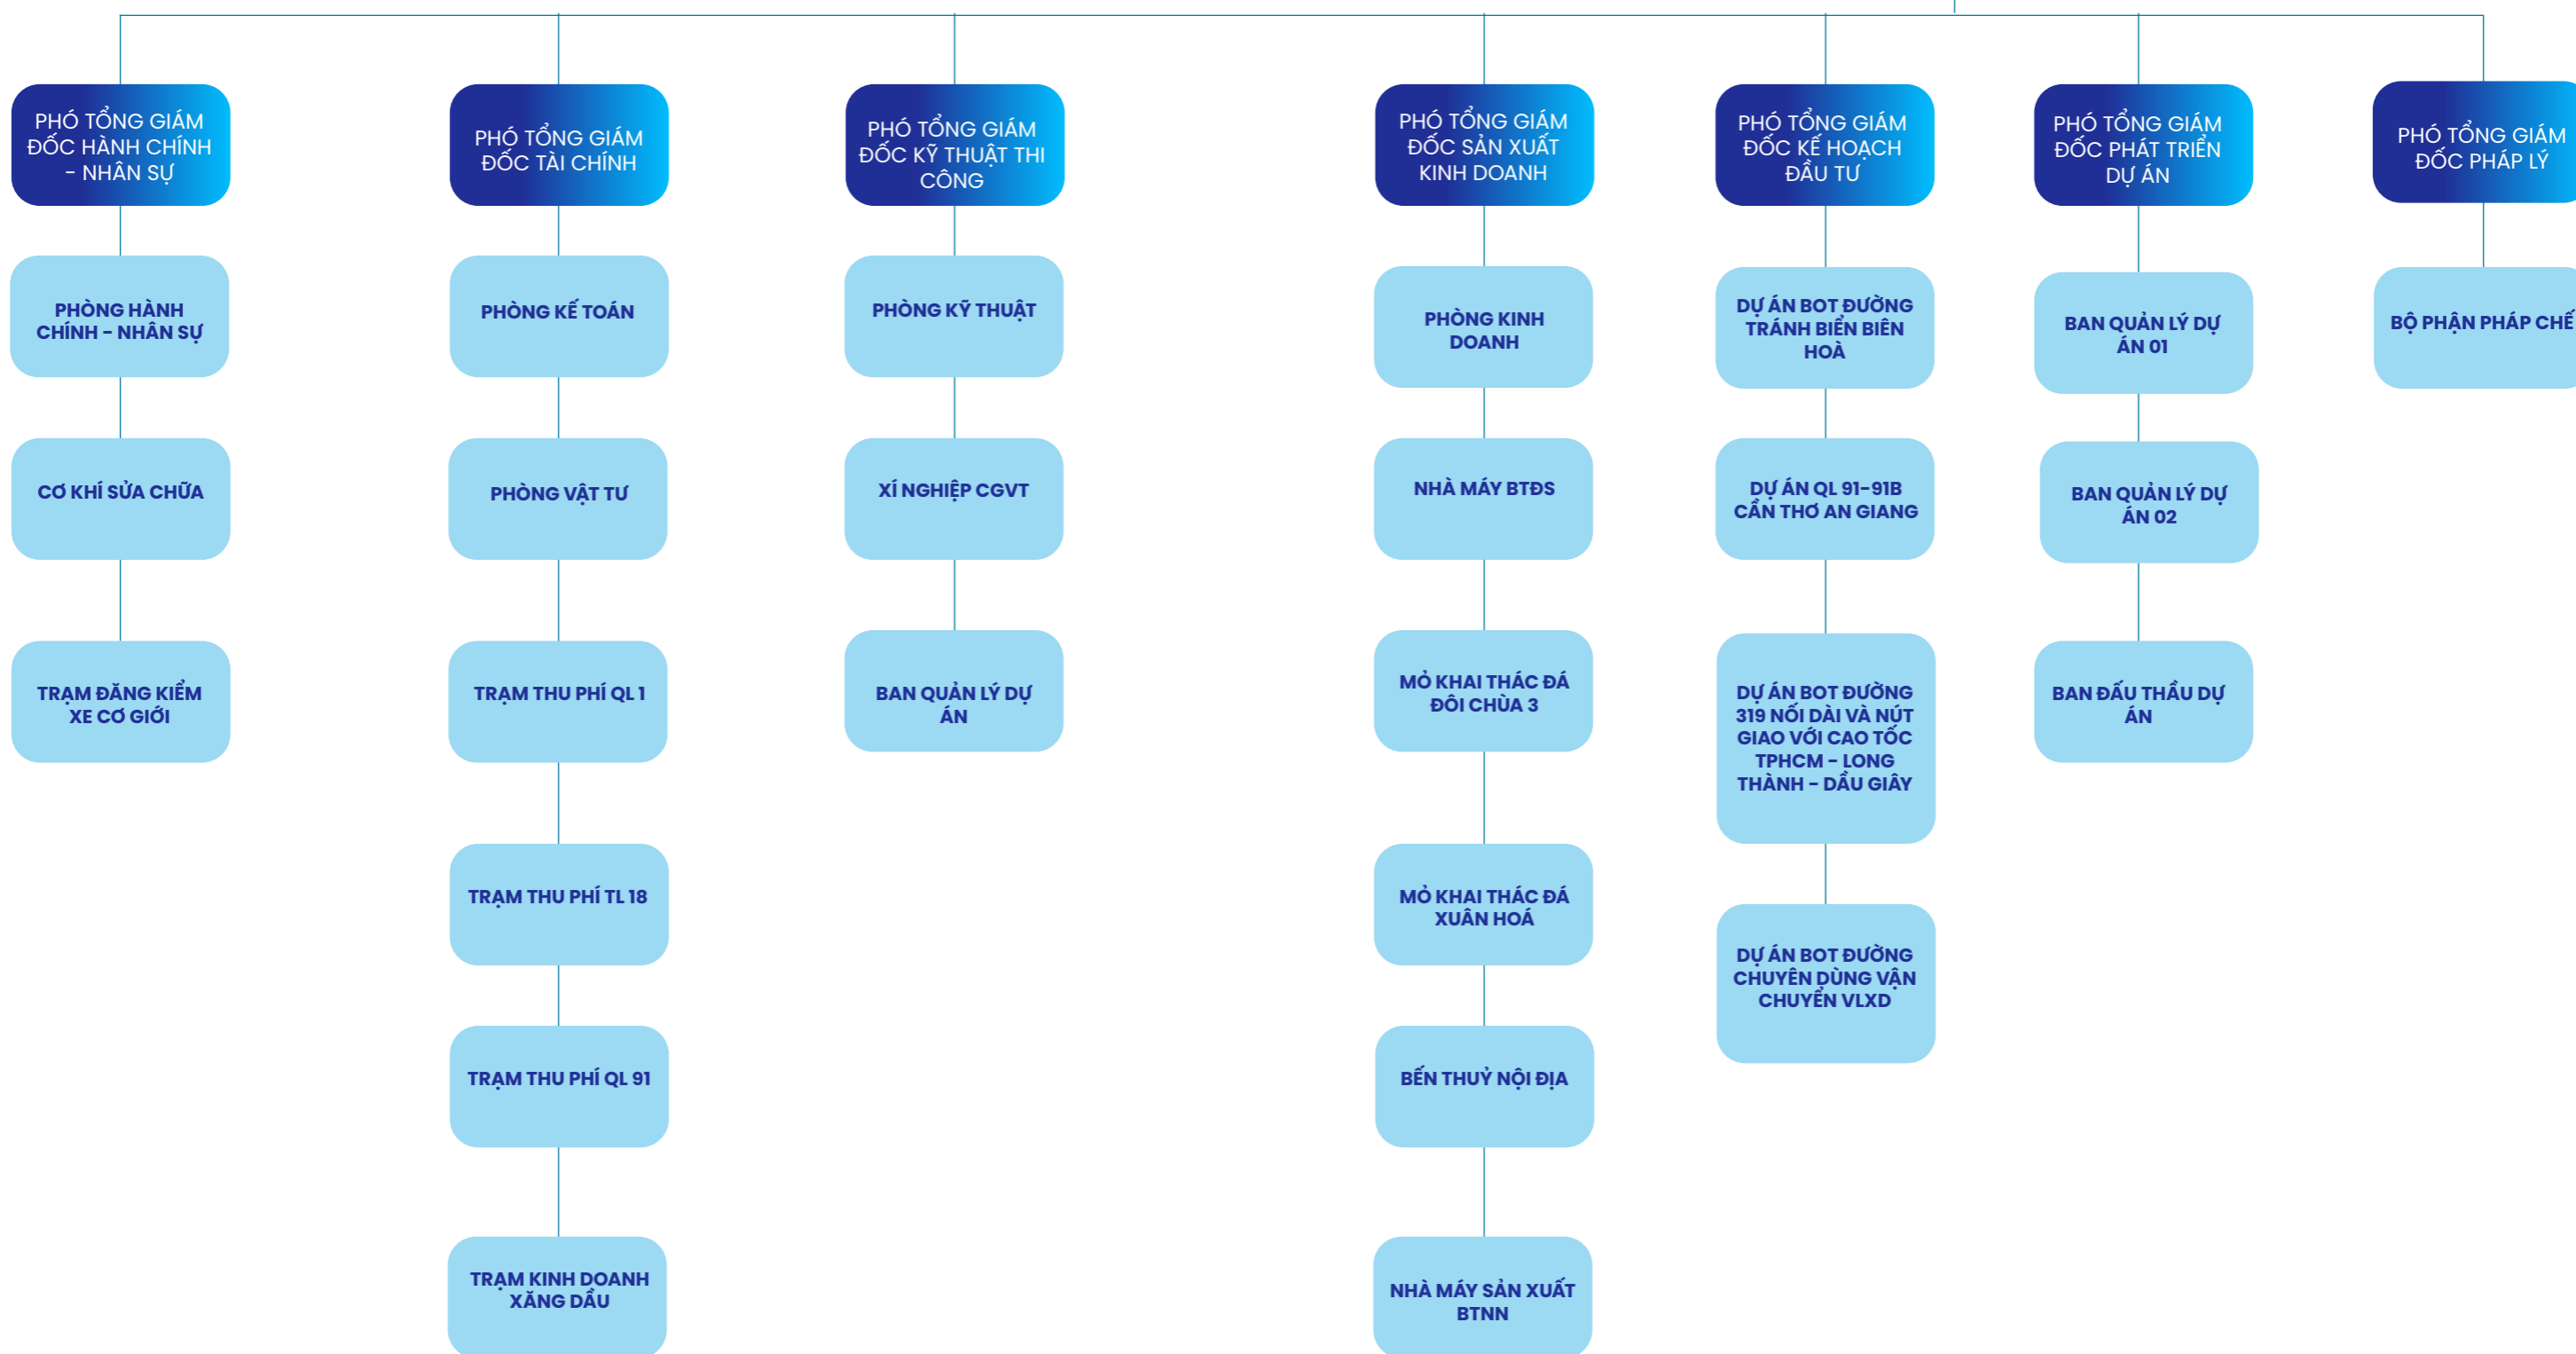 PHÓ TỔNG GIÁM
ĐỐC HÀNH CHÍNH
- NHÂN SỰ
PHÒNG HÀNH
CHÍNH - NHÂN SỰ
CƠ KHÍ SỬA CHỮA
TRẠM ĐĂNG KIỂM
XE CƠ GIỚI
PHÓ TỔNG GIÁM
ĐỐC TÀI CHÍNH
PHÒNG KẾ TOÁN
PHÒNG VẬT TƯ
TRẠM THU PHÍ QL 1
TRẠM THU PHÍ TL 18
TRẠM THU PHÍ QL 91
TRẠM KINH DOANH
XĂNG DẦU
PHÓ TỔNG GIÁM
ĐỐC KỸ THUẬT THI
CÔNG
PHÒNG KỸ THUẬT
XÍ NGHIỆP CGVT
BAN QUẢN LÝ DỰ
ÁN
PHÓ TỔNG GIÁM
ĐỐC SẢN XUẤT
KINH DOANH
PHÒNG KINH
DOANH
NHÀ MÁY BTĐS
MỎ KHAI THÁC ĐÁ
ĐÔI CHÙA 3
MỎ KHAI THÁC ĐÁ
XUÂN HOÁ
BẾN THUỶ NỘI ĐỊA
NHÀ MÁY SẢN XUẤT
BTNN
PHÓ TỔNG GIÁM
ĐỐC KẾ HOẠCH
ĐẦU TƯ
DỰ ÁN BOT ĐƯỜNG
TRÁNH BIỂN BIÊN
HOÀ
DỰ ÁN QL 91-91B
CẦN THƠ AN GIANG
DỰ ÁN BOT ĐƯỜNG
319 NỐI DÀI VÀ NÚT
GIAO VỚI CAO TỐC
TPHCM - LONG
THÀNH - DẦU GIÂY
DỰ ÁN BOT ĐƯỜNG
CHUYÊN DÙNG VẬN
CHUYỂN VLXD
PHÓ TỔNG GIÁM
ĐỐC PHÁT TRIỂN
DỰ ÁN
BAN QUẢN LÝ DỰ
ÁN 01
BAN QUẢN LÝ DỰ
ÁN 02
BAN ĐẤU THẦU DỰ
ÁN
PHÓ TỔNG GIÁM
ĐỐC PHÁP LÝ
BỘ PHẬN PHÁP CHẾ